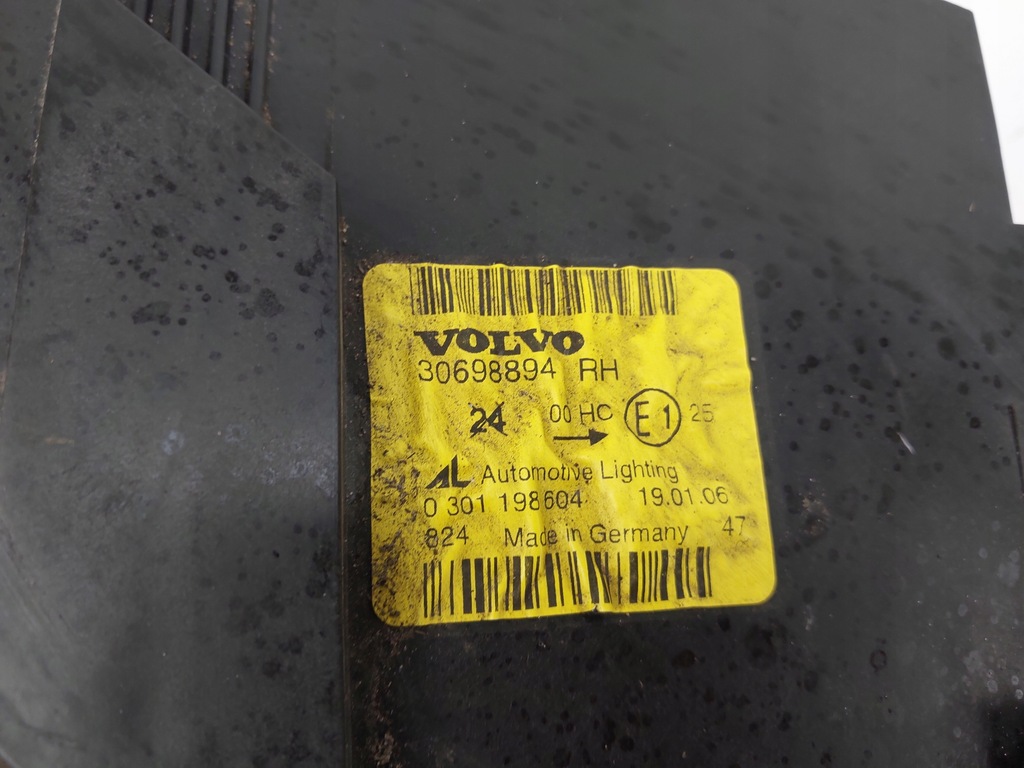 VOLVO
30698894 RH
24 00 HC E1 25
AL Automotive Lighting
0 301 198604 19.01.06
824 Made in Germany 47